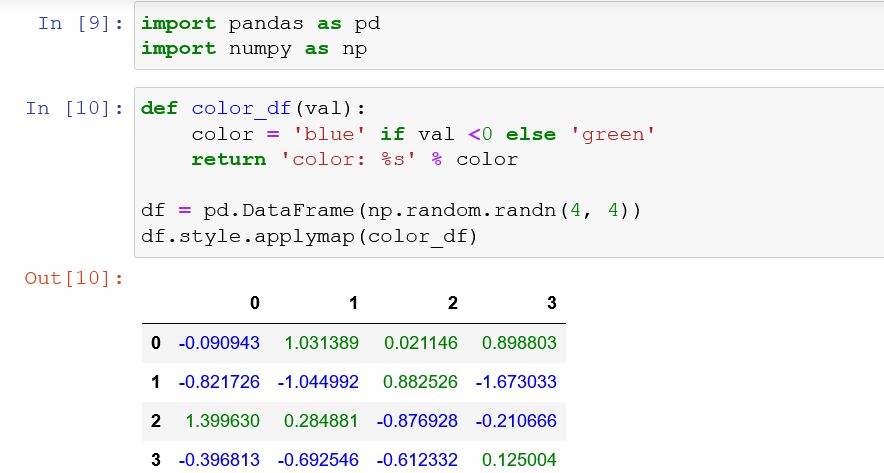 In [9]: import pandas as pd
import numpy as np
In [10]: def color_df(val):
    color = 'blue' if val <0 else 'green'
    return 'color: %s' % color
df = pd.DataFrame(np.random.randn(4, 4))
df.style.applymap(color_df)
Out[10]:
0 1 2 3
0 -0.090943 1.031389 0.021146 0.898803
1 -0.821726 -1.044992 0.882526 -1.673033
2 1.399630 0.284881 -0.876928 -0.210666
3 -0.396813 -0.692546 -0.612332 0.125004